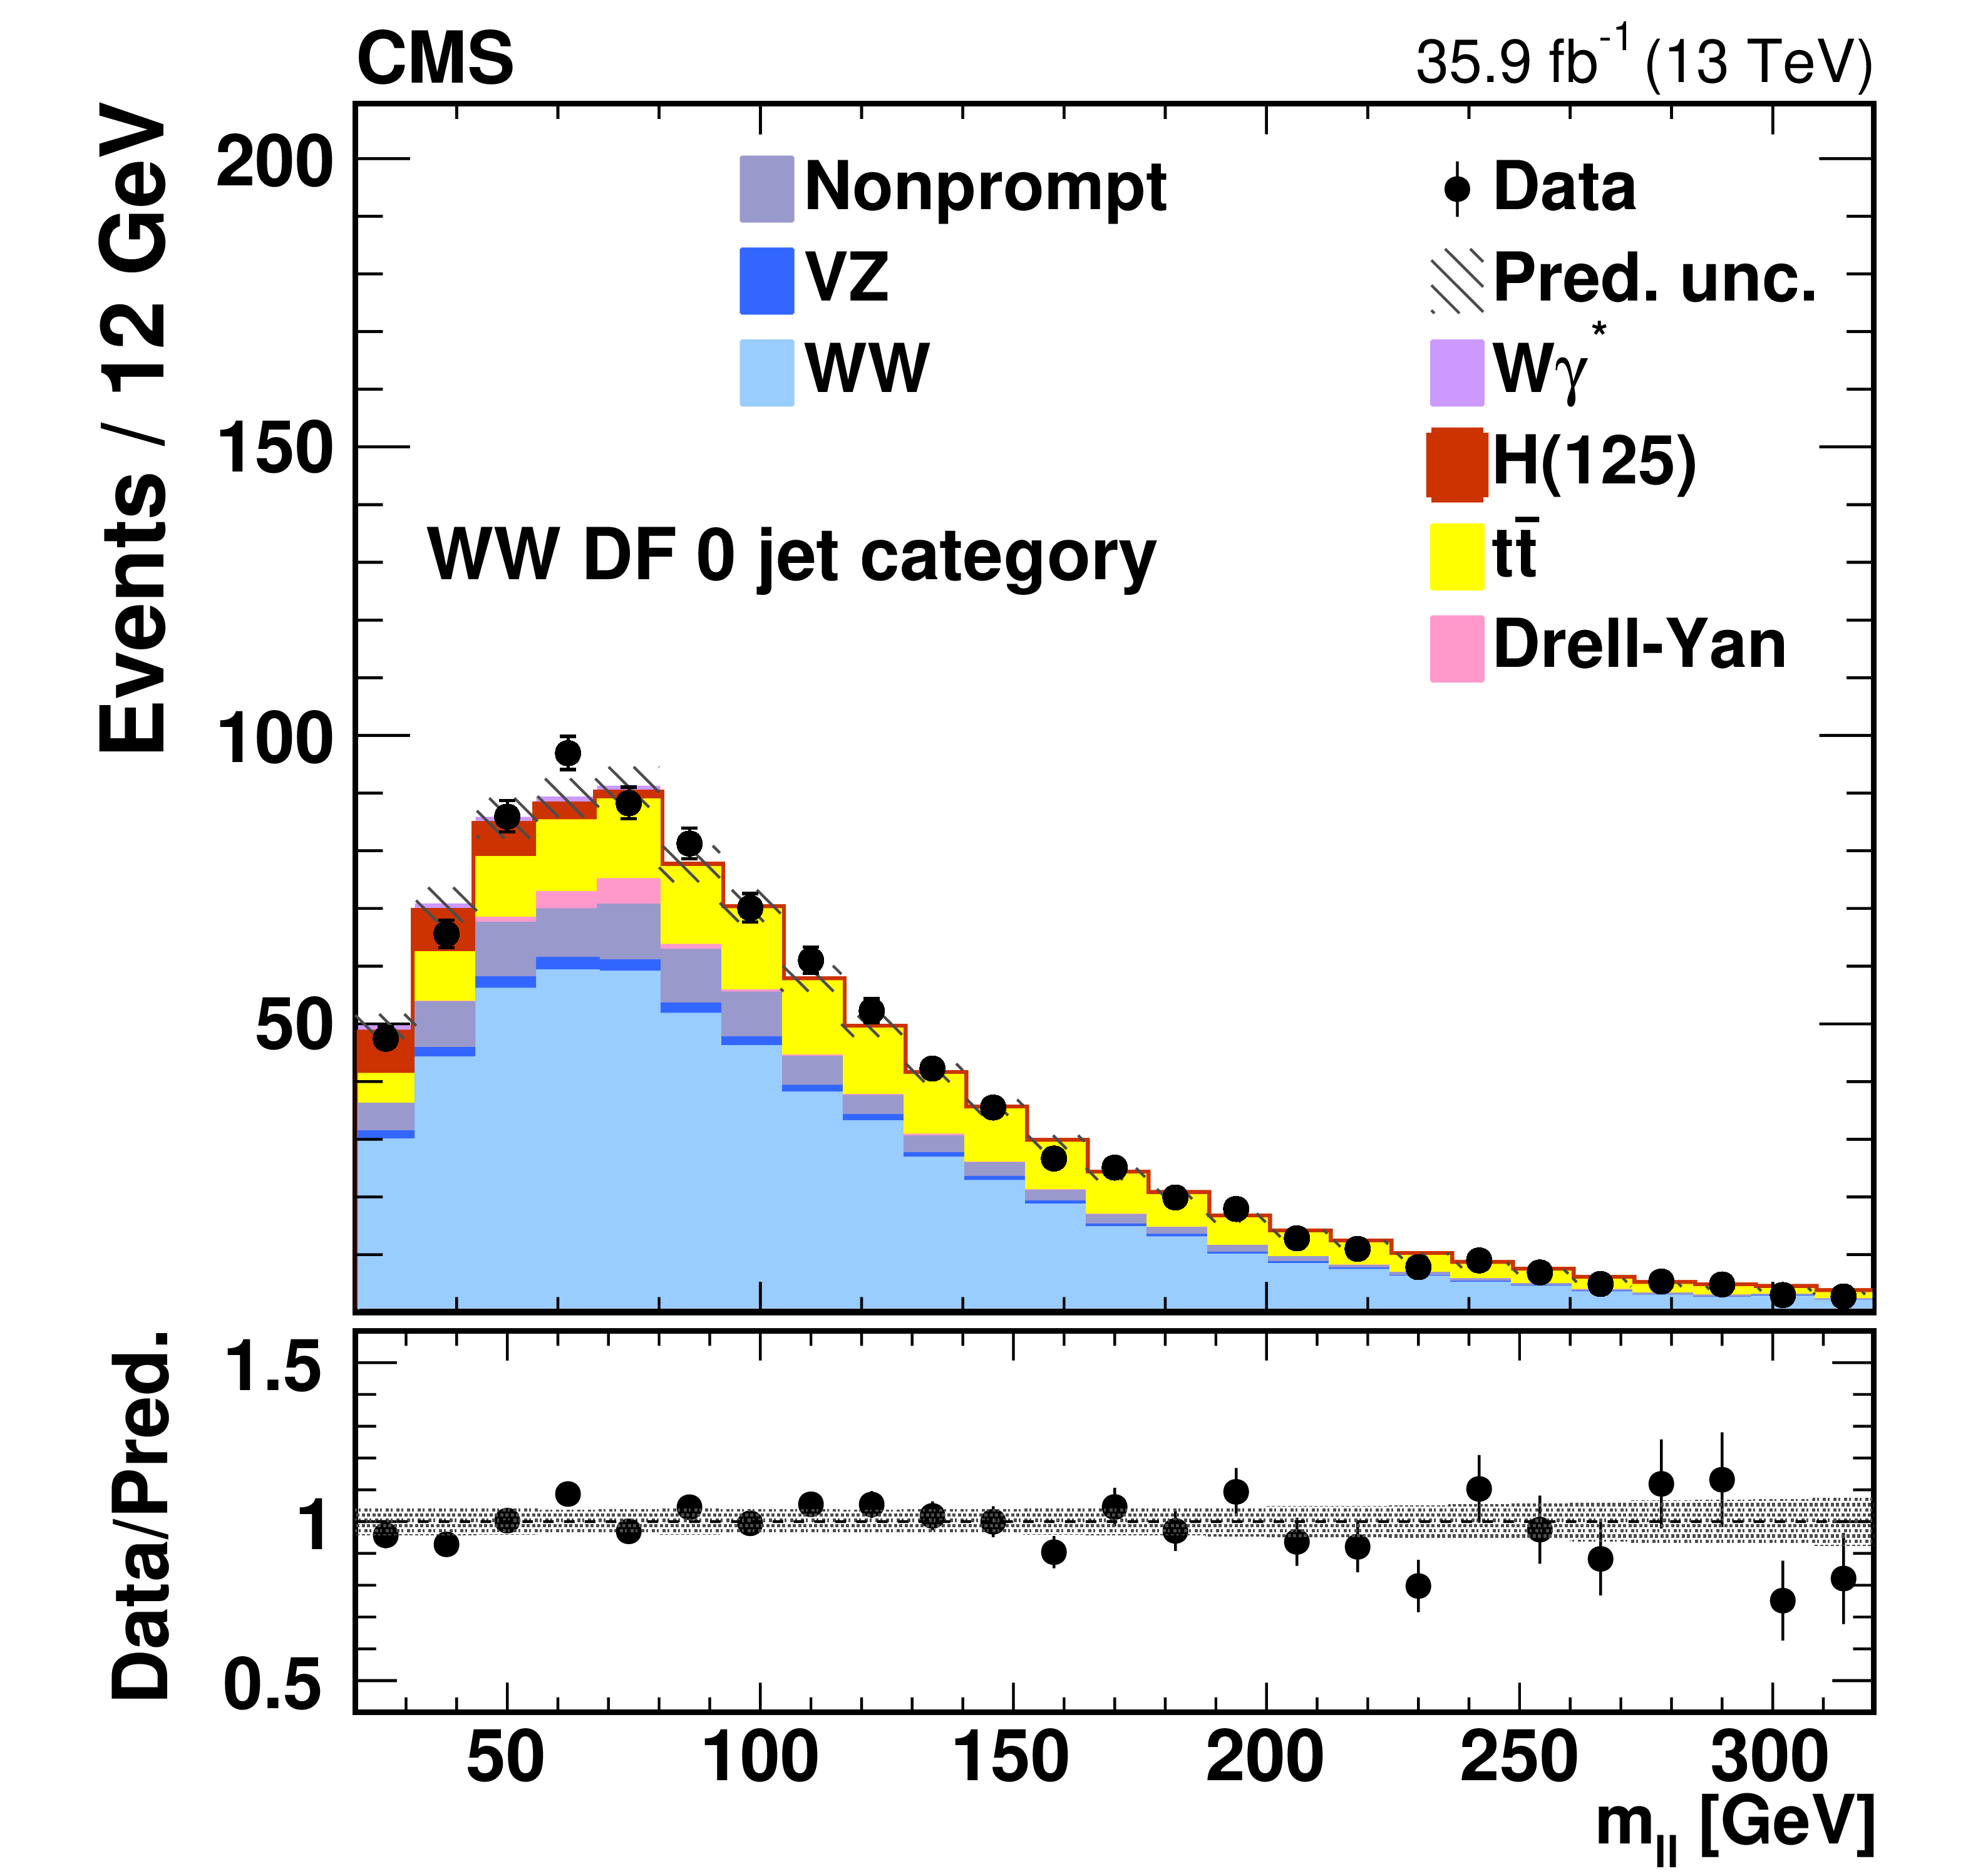 CMS 35.9 fb⁻¹ (13 TeV)
Events / 12 GeV
200
150
100
50
Nonprompt
VZ
WW
Data
Pred. unc.
Wγ*
H(125)
tt̄
Drell-Yan
WW DF 0 jet category
Data/Pred.
1.5
1
0.5
50 100 150 200 250 300
m_ll [GeV]